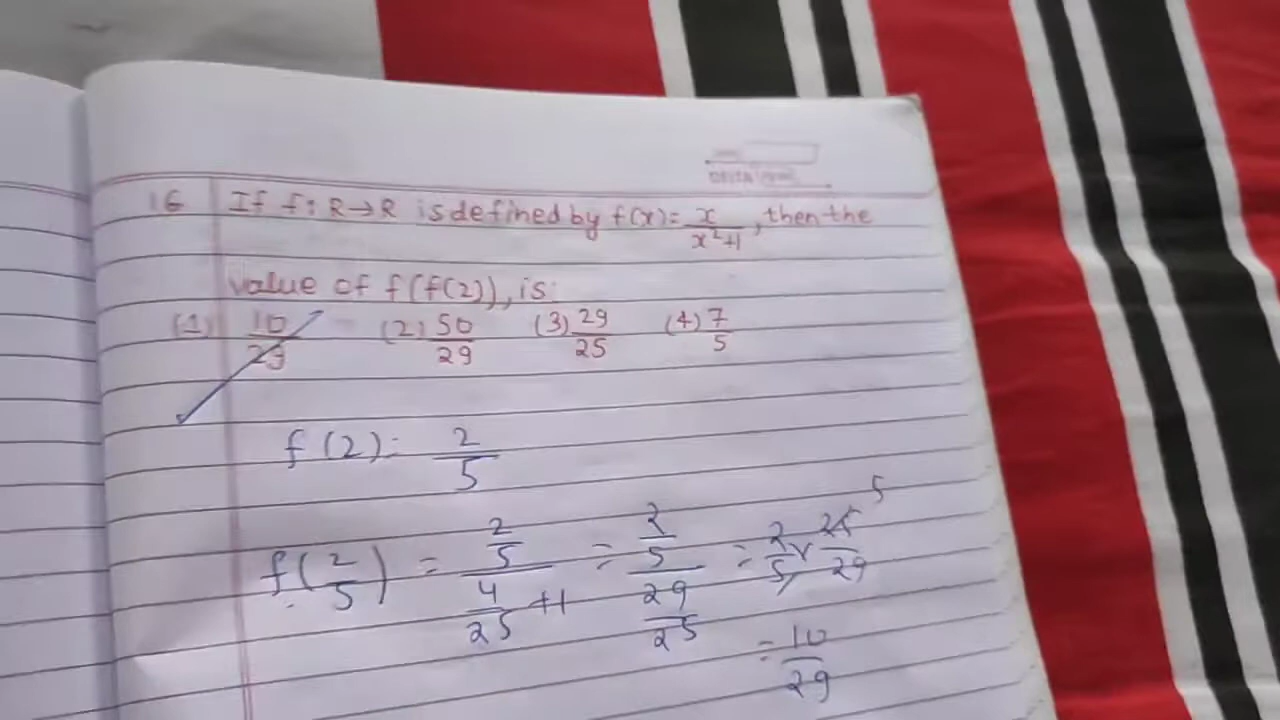 16 If f: R→R is defined by f(x)= x/(x²+1), then the
value of f(f(2)), is:
(1) 10/29 (2) 50/29 (3) 29/25 (4) 7/5
f(2)= 2/5
f(2/5) = (2/5)/(4/25 +1) = (2/5)/(29/25) = 2/5 × 25/29 5
= 10/29